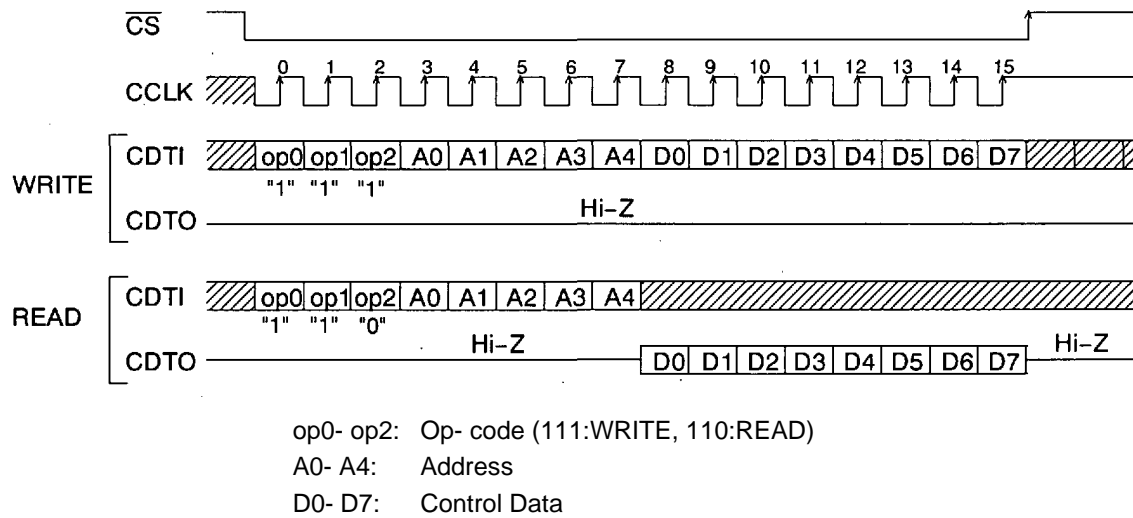 CS
0 1 2 3 4 5 6 7 8 9 10 11 12 13 14 15
CCLK
WRITE
CDTI op0 op1 op2 A0 A1 A2 A3 A4 D0 D1 D2 D3 D4 D5 D6 D7
"1" "1" "1"
Hi-Z
CDTO
READ
CDTI op0 op1 op2 A0 A1 A2 A3 A4
"1" "1" "0"
Hi-Z Hi-Z
CDTO D0 D1 D2 D3 D4 D5 D6 D7
op0- op2: Op- code (111:WRITE, 110:READ)
A0- A4: Address
D0- D7: Control Data